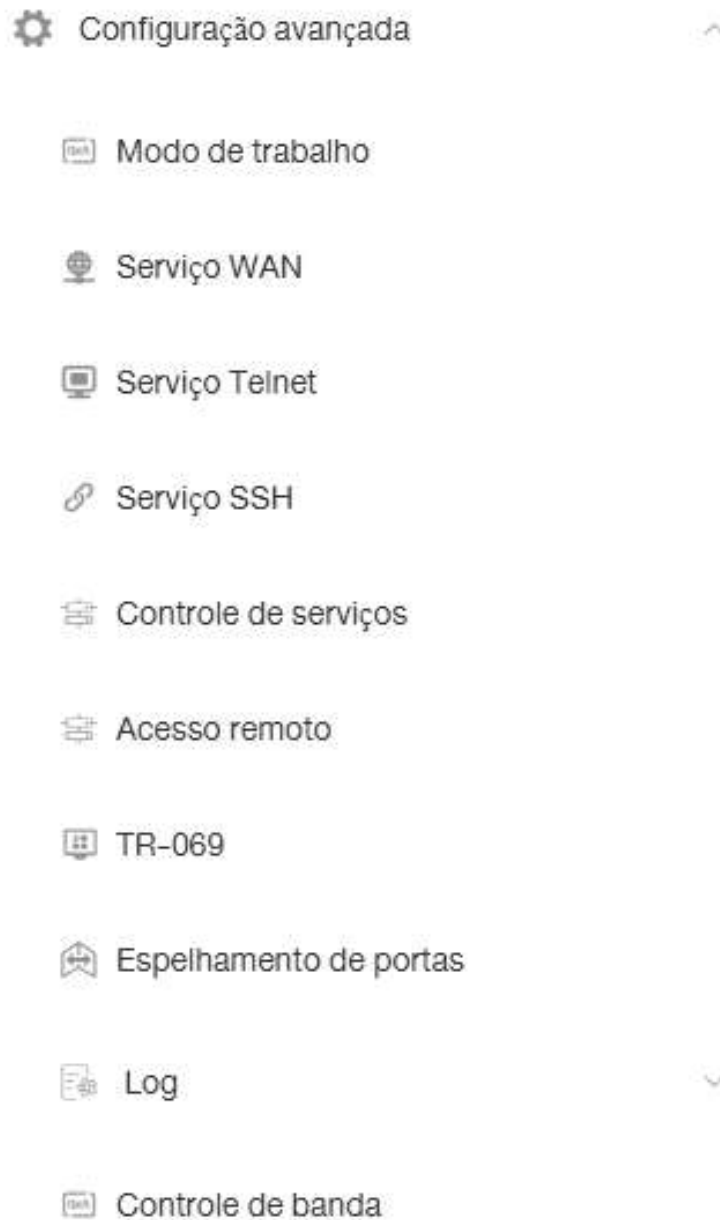 Configuração avançada
Modo de trabalho
Serviço WAN
Serviço Telnet
Serviço SSH
Controle de serviços
Acesso remoto
TR-069
Espelhamento de portas
Log
Controle de banda